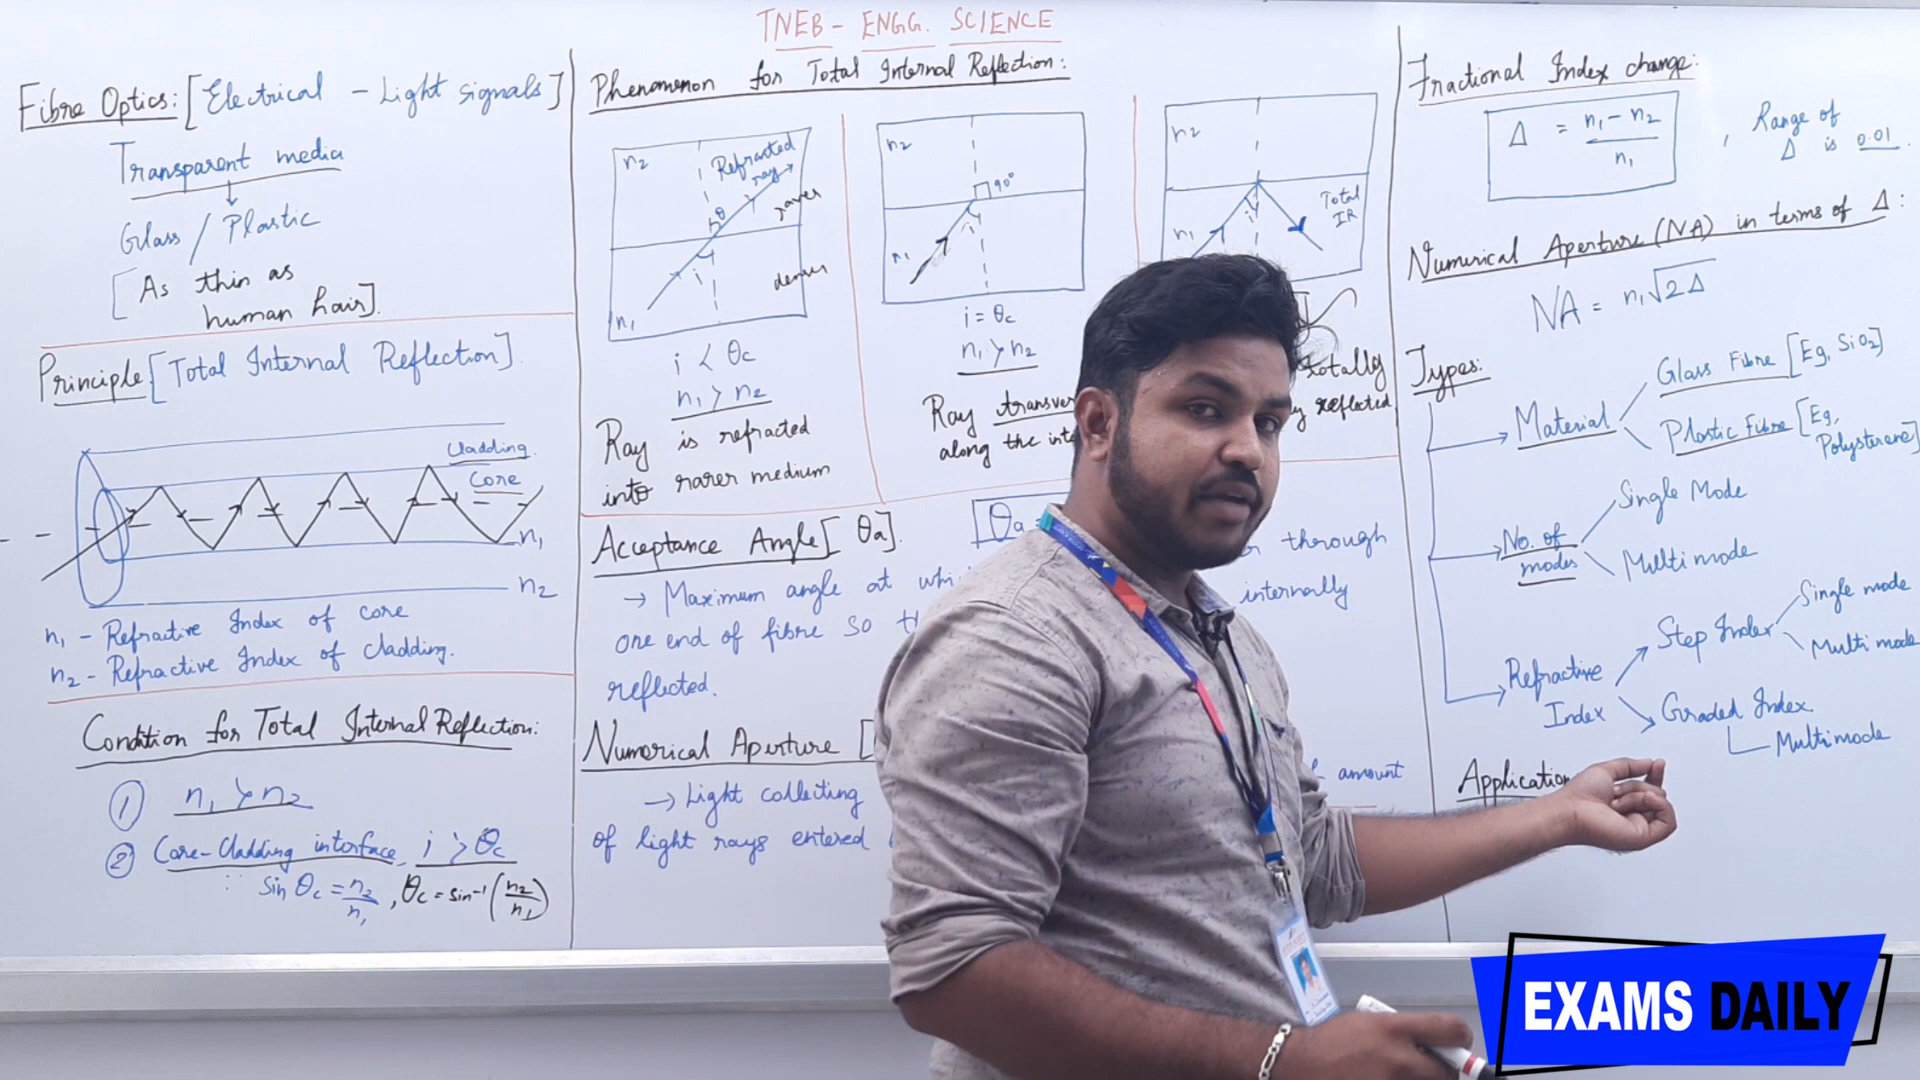 TNEB - ENGG. SCIENCE
Fibre Optics: [Electrical - Light signals]
Transparent media
Glass / Plastic
[As thin as
human hair].
Principle [Total Internal Reflection].
Cladding.
Core
n₁
n₂
n₁ - Refractive Index of core
n₂ - Refractive Index of cladding.
Condition for Total Internal Reflection:
① n₁ > n₂
② Core-Cladding interface, i > θc
∵ sin θc = n₂/n₁, θc = sin⁻¹(n₂/n₁)
Phenomenon for Total Internal Reflection:
n₂
Refracted
ray
θ
rarer
i
denser
n₁
i < θc
n₁ > n₂
Ray is refracted
into rarer medium
n₂
90°
i
n₁
i = θc
n₁ > n₂
Ray
along the
n₂
i
Total
IR
n₁
totally
reflected
Acceptance Angle [θa].
[θa =
→ Maximum angle at
through
one end of fibre so
internally
reflected.
Numerical Aperture [
→ Light collecting
amount
of light rays entered
Fractional Index change:
Δ = n₁ - n₂ / n₁ , Range of
Δ is 0.01.
Numerical Aperture (NA) in terms of Δ:
NA = n₁√2Δ
Types:
Material
Glass Fibre [Eg, SiO₂]
Plastic Fibre [Eg,
Polysterene]
No. of
modes
Single Mode
Multimode
Refractive
Index
Step Index
Single mode
Multi mode
Graded Index.
Multimode
Application
EXAMS DAILY